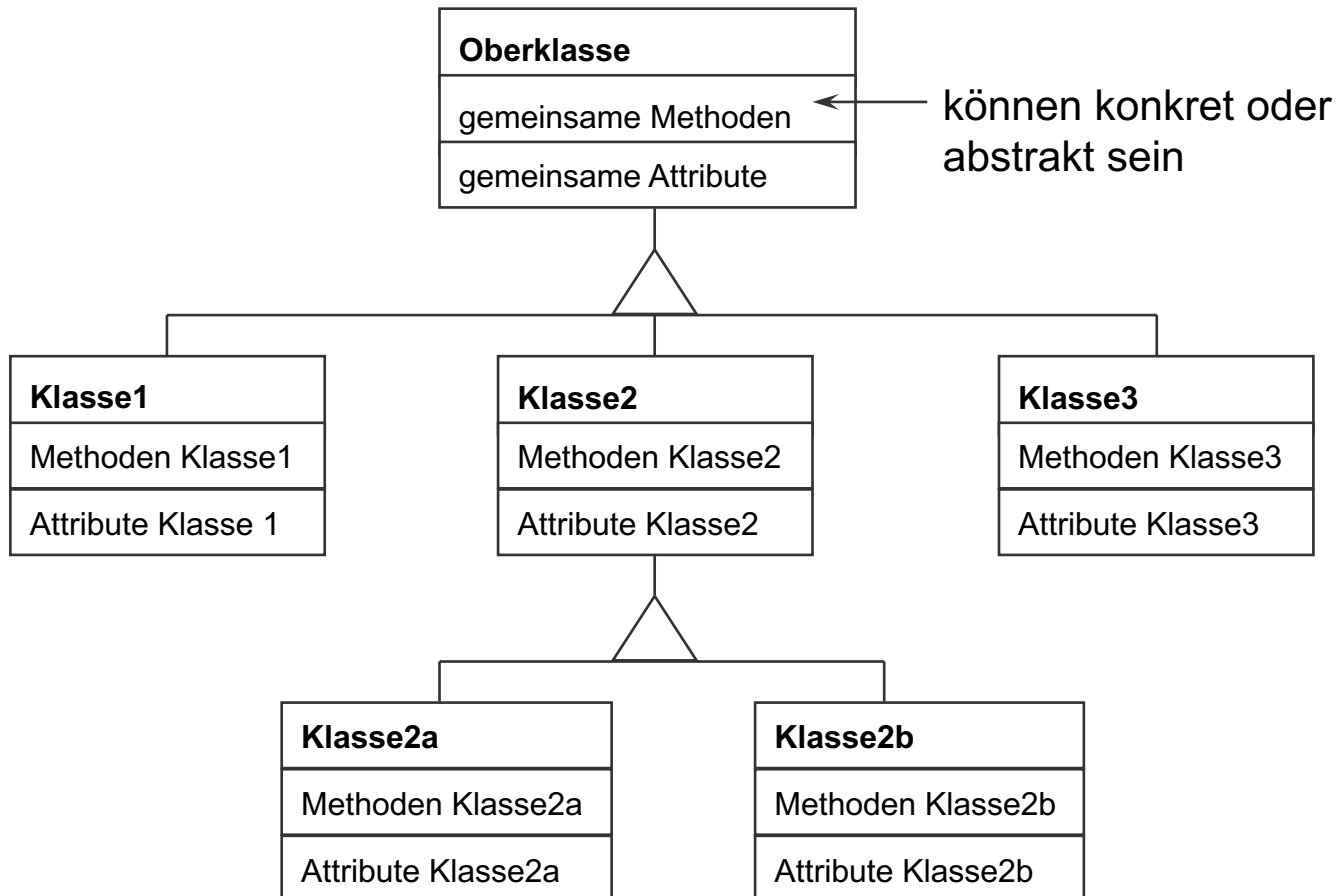 Oberklasse
gemeinsame Methoden
gemeinsame Attribute
können konkret oder
abstrakt sein
Klasse1
Methoden Klasse1
Attribute Klasse 1
Klasse2
Methoden Klasse2
Attribute Klasse2
Klasse3
Methoden Klasse3
Attribute Klasse3
Klasse2a
Methoden Klasse2a
Attribute Klasse2a
Klasse2b
Methoden Klasse2b
Attribute Klasse2b